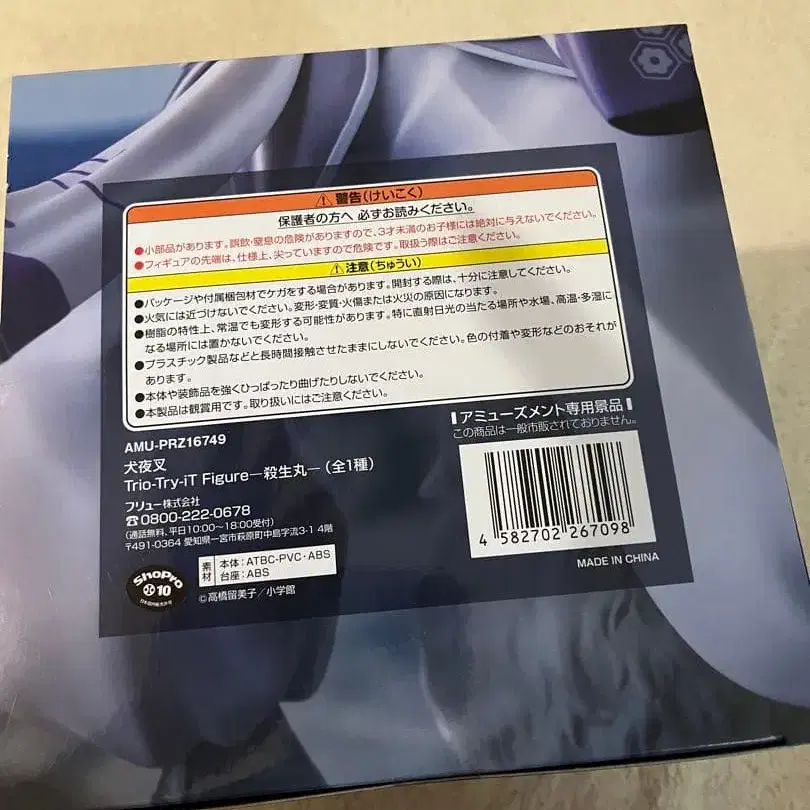 ⚠警告(けいこく)
保護者の方へ 必ずお読みください。
●小部品があります。誤飲・窒息の危険がありますので、3才未満のお子様には絶対に与えないでください。
●フィギュアの先端は、仕様上、尖っていますので危険です。取扱う際はご注意ください。
⚠注意(ちゅうい)
●パッケージや付属梱包材でケガをする場合があります。開封する際は、十分に注意してください。
●火気には近づけないでください。変形・変質・火傷または火災の原因になります。
●樹脂の特性上、常温でも変形する可能性があります。特に直射日光の当たる場所や水場、高温・多湿に
なる場所には置かないでください。
●プラスチック製品などと長時間接触させたままにしないでください。色の付着や変形などのおそれが
あります。
●本体や装飾品を強くひっぱったり曲げたりしないでください。
●本製品は観賞用です。取り扱いにはご注意ください。
AMU-PRZ16749
犬夜叉
Trio-Try-iT Figure―殺生丸―(全1種)
フリュー株式会社
☎0800-222-0678
(通話無料、平日10:00~18:00受付)
〒491-0364 愛知県一宮市萩原町中島字流3-1 4階
素材 本体:ATBC-PVC・ABS
台座:ABS
ShoPro
10
©高橋留美子/小学館
アミューズメント専用景品
この商品は一般市販されておりません。
4 582702 267098
MADE IN CHINA